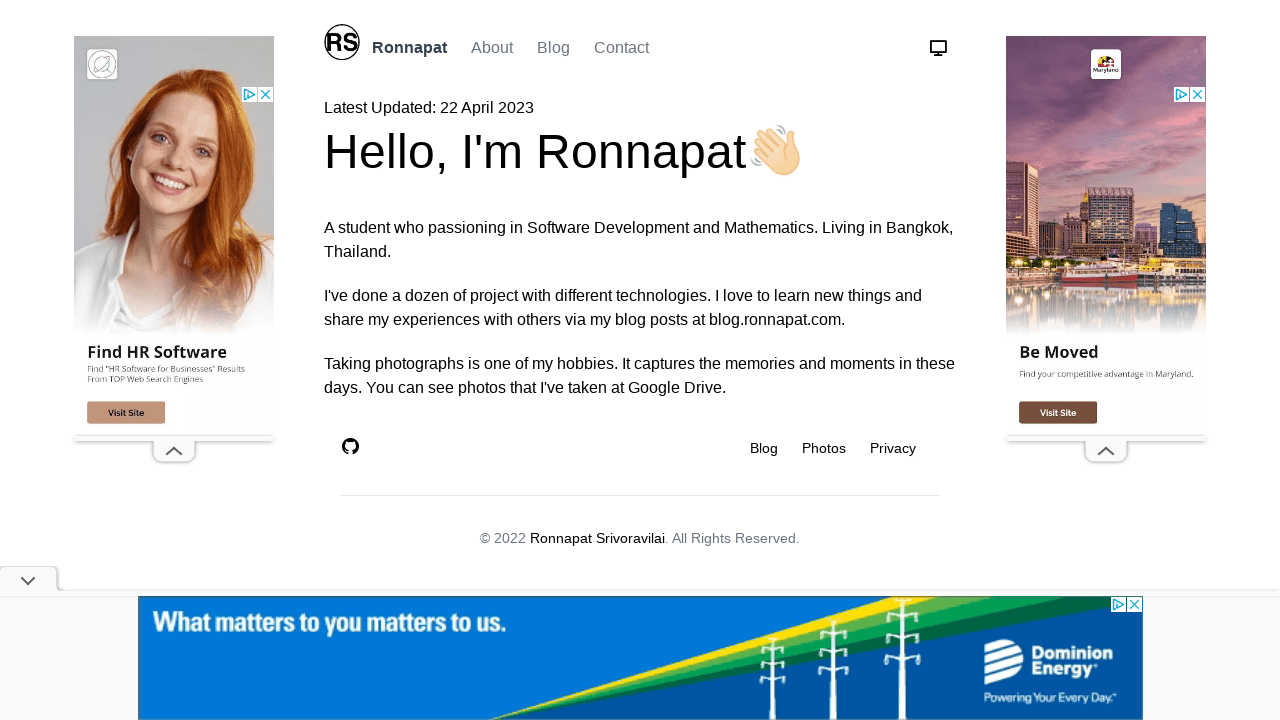 RS
Ronnapat
About
Blog
Contact
Latest Updated: 22 April 2023
Hello, I'm Ronnapat👋🏻
A student who passioning in Software Development and Mathematics. Living in Bangkok,
Thailand.
I've done a dozen of project with different technologies. I love to learn new things and
share my experiences with others via my blog posts at blog.ronnapat.com.
Taking photographs is one of my hobbies. It captures the memories and moments in these
days. You can see photos that I've taken at Google Drive.
Blog
Photos
Privacy
© 2022 Ronnapat Srivoravilai. All Rights Reserved.
Find HR Software
Find "HR Software for Businesses" Results
From TOP Web Search Engines
Visit Site
Maryland
Be Moved
Find your competitive advantage in Maryland.
Visit Site
What matters to you matters to us.
Dominion
Energy®
Powering Your Every Day.™